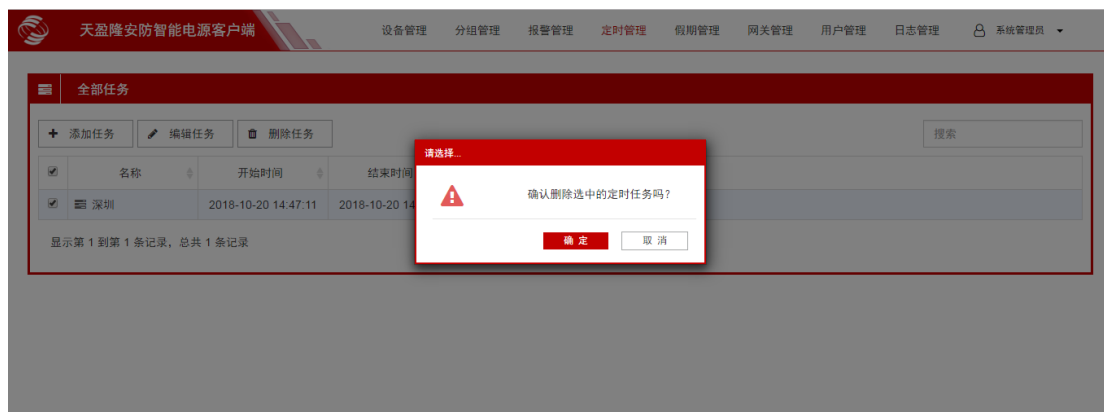 天盈隆安防智能电源客户端 设备管理 分组管理 报警管理 定时管理 假期管理 网关管理 用户管理 日志管理 系统管理员
全部任务
添加任务 编辑任务 删除任务 搜索
请选择...
名称 开始时间 结束时间
确认删除选中的定时任务吗？
深圳 2018-10-20 14:47:11 2018-10-20 14
确 定 取 消
显示第 1 到第 1 条记录，总共 1 条记录